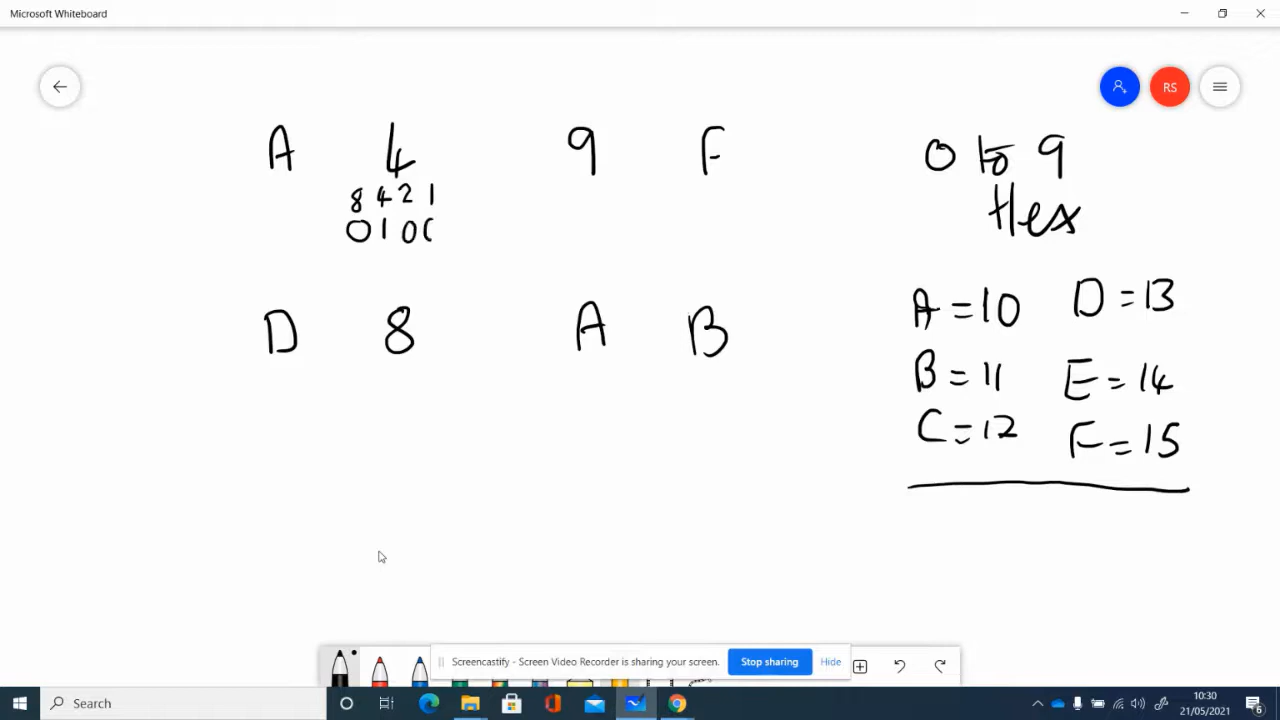 Microsoft Whiteboard
RS
A 4 9 F
8 4 2 1
0 1 0 0
D 8 A B
0 to 9
Hex
A = 10 D = 13
B = 11 E = 14
C = 12 F = 15
Screencastify - Screen Video Recorder is sharing your screen. Stop sharing Hide
Search
10:30
21/05/2021
6